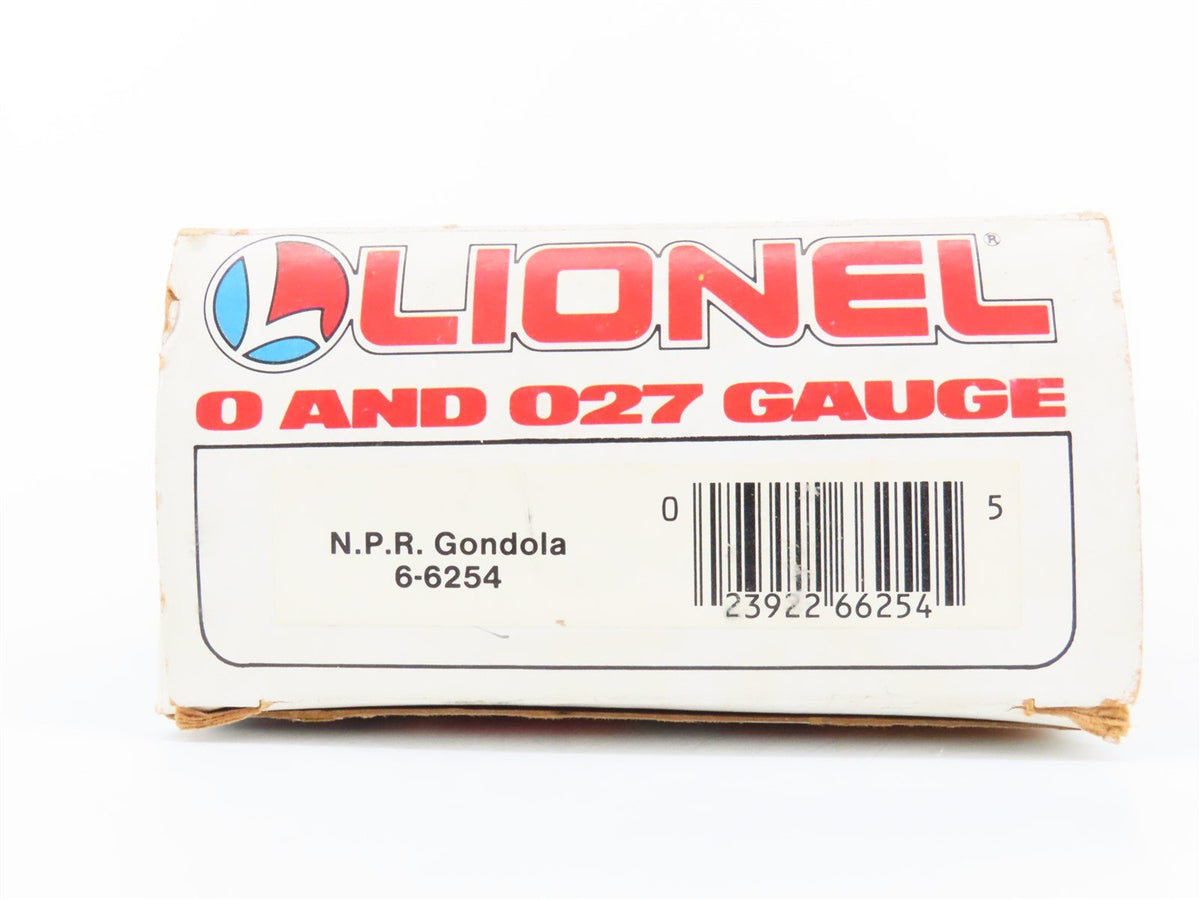 LIONEL®
O AND O27 GAUGE
N.P.R. Gondola
6-6254
0 23922 66254 5